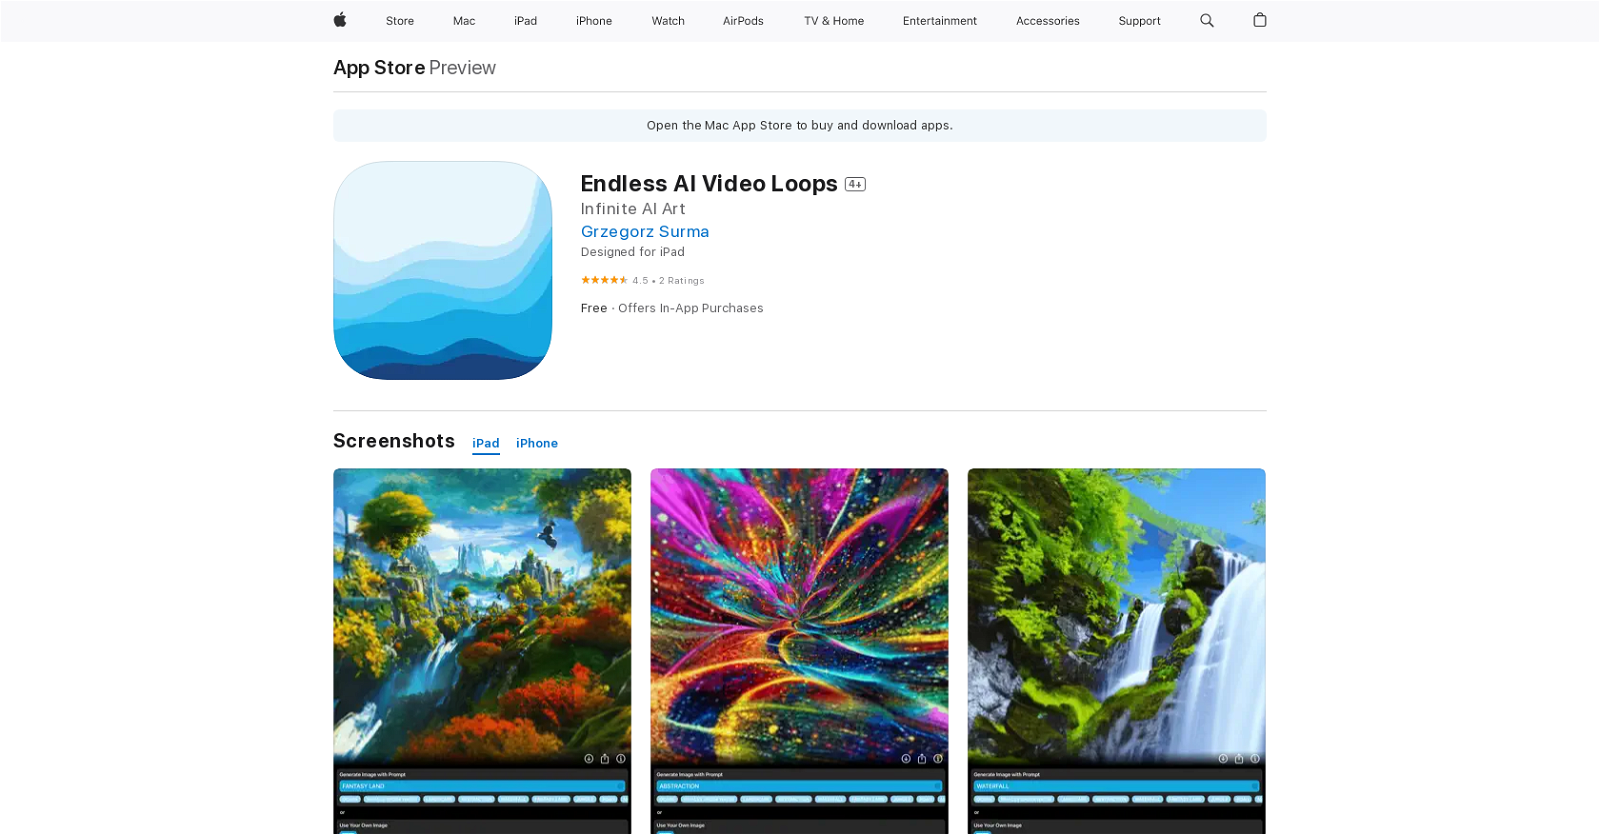 Store Mac iPad iPhone Watch AirPods TV & Home Entertainment Accessories Support
App Store Preview
Open the Mac App Store to buy and download apps.
Endless AI Video Loops 4+
Infinite AI Art
Grzegorz Surma
Designed for iPad
4.5 • 2 Ratings
Free · Offers In-App Purchases
Screenshots iPad iPhone
Generate Image with Prompt
FANTASY LAND
or
Use Your Own Image
Generate Image with Prompt
ABSTRACTION
or
Use Your Own Image
Generate Image with Prompt
WATERFALL
or
Use Your Own Image